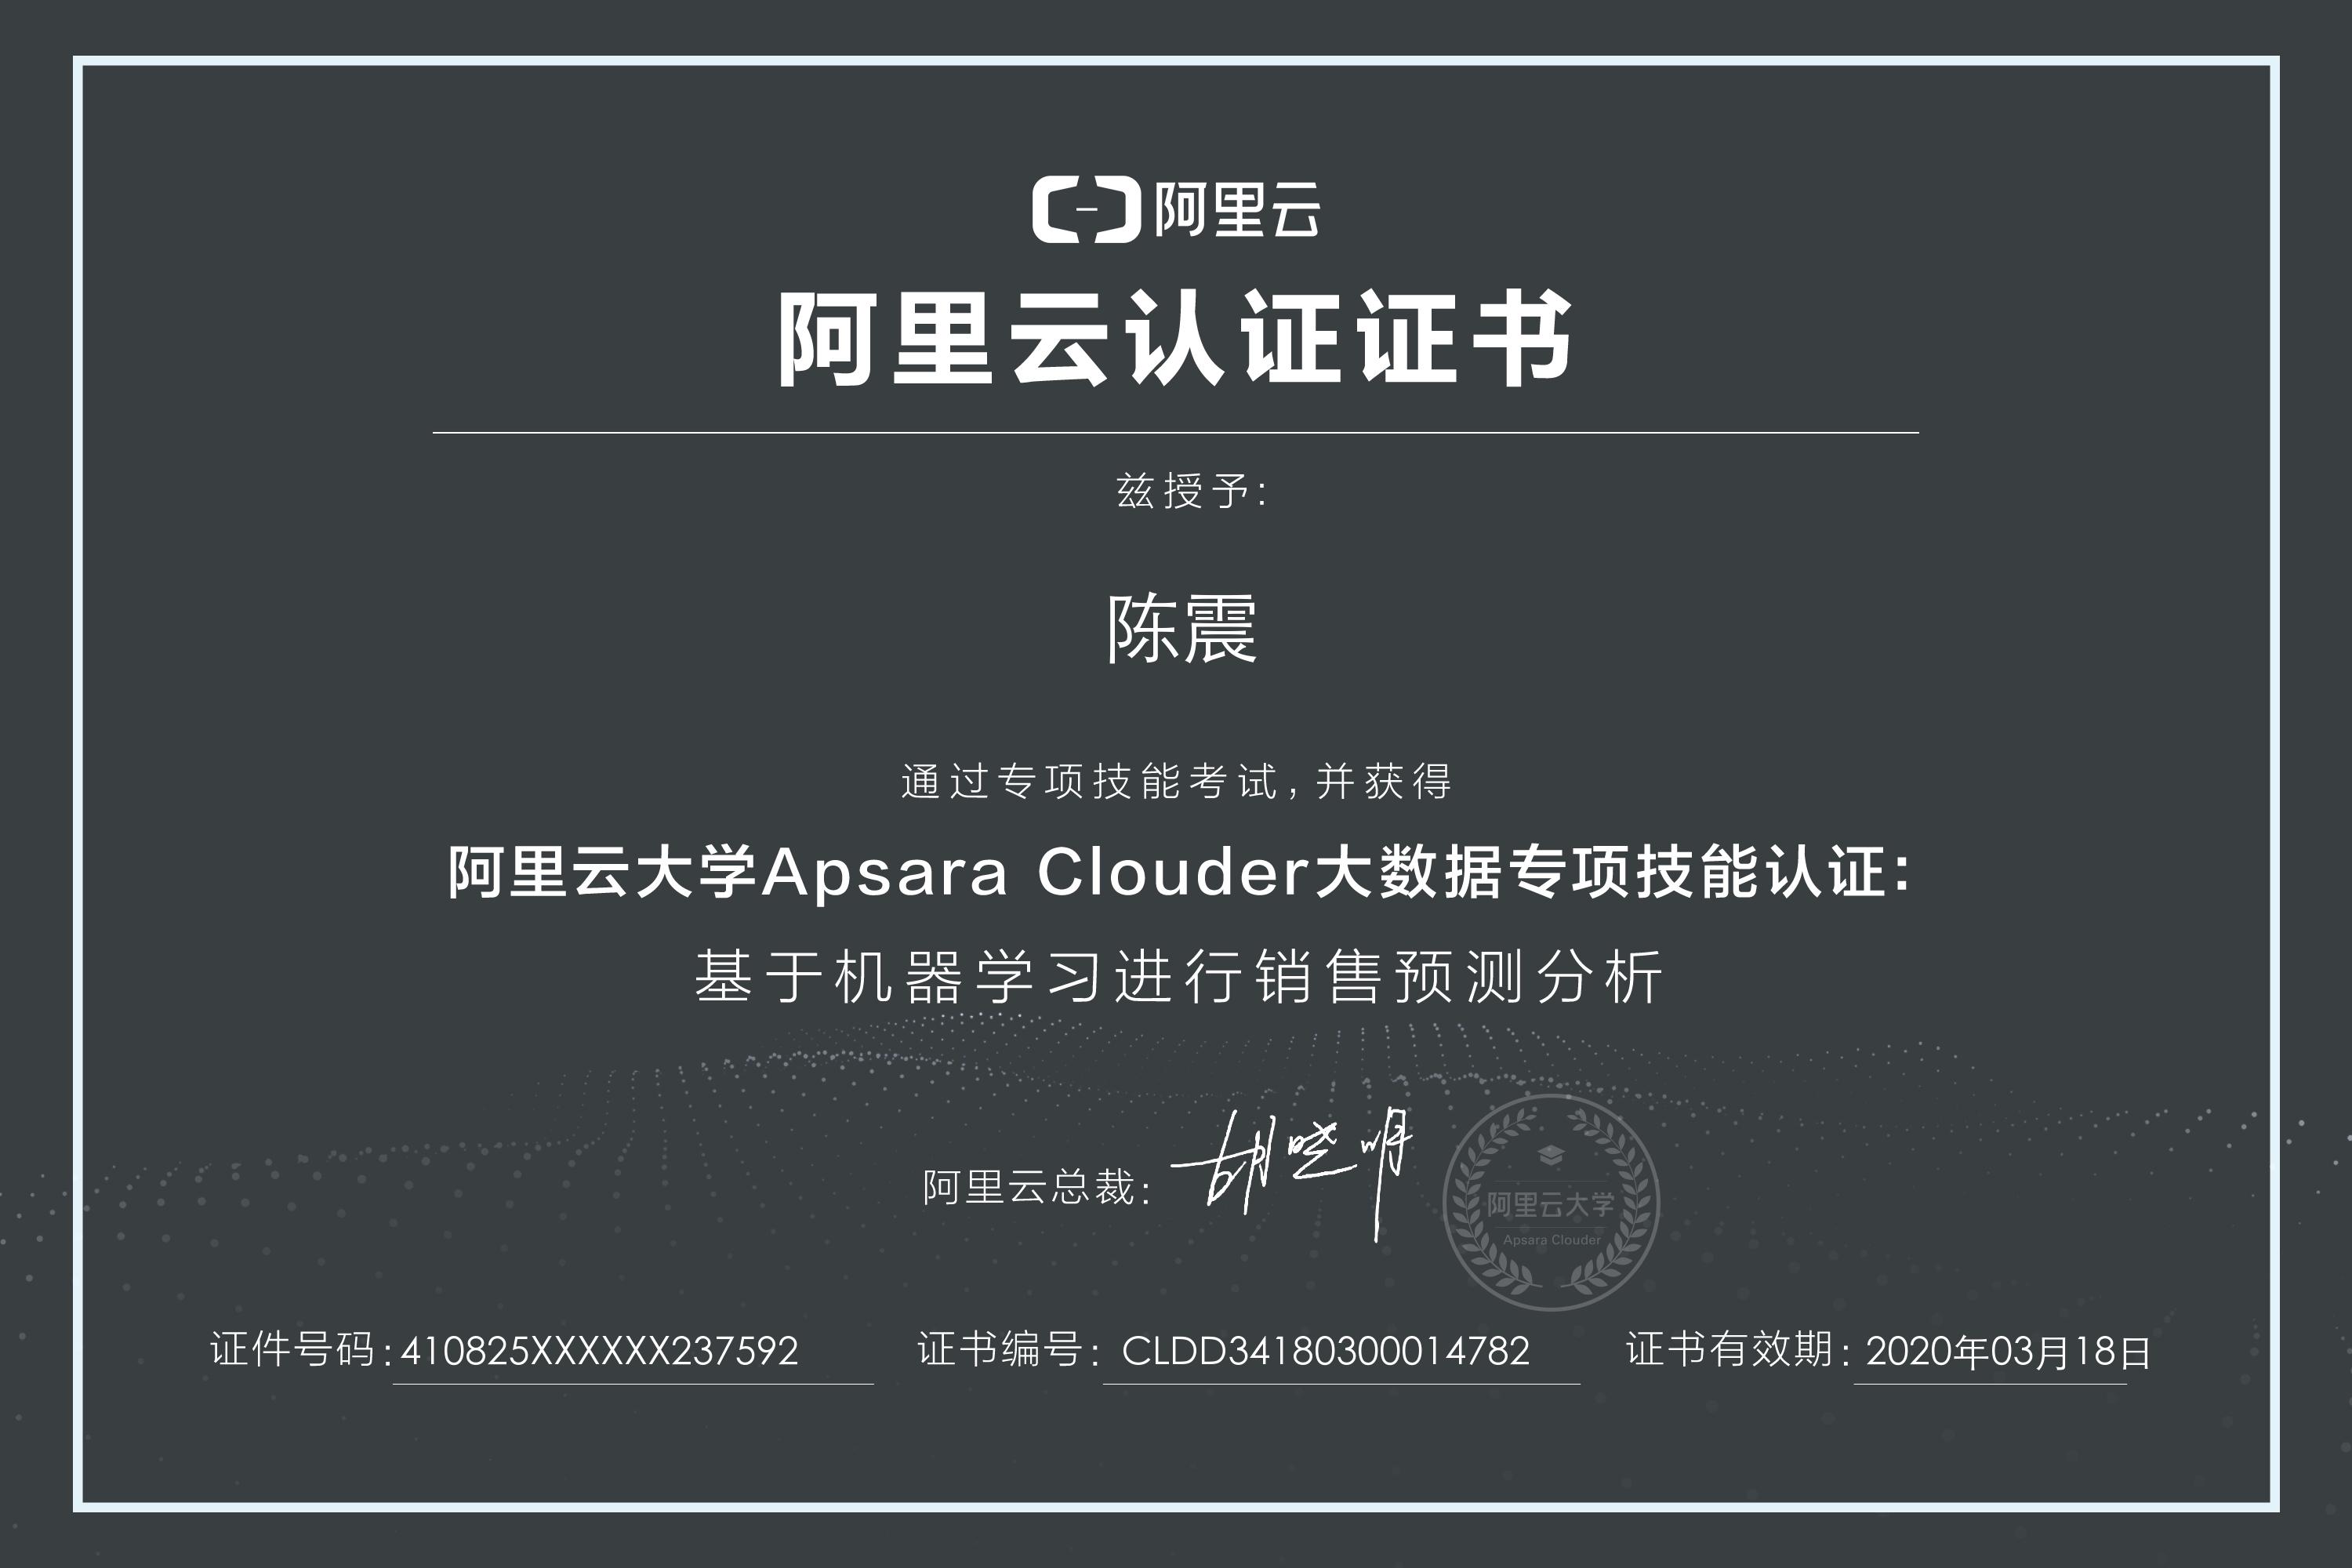 阿里云
阿里云认证证书
兹授予：
陈震
通过专项技能考试，并获得
阿里云大学Apsara Clouder大数据专项技能认证：
基于机器学习进行销售预测分析
阿里云总裁：
阿里云大学
Apsara Clouder
证件号码：410825XXXXXXX237592 证书编号：CLDD34180300014782 证书有效期：2020年03月18日